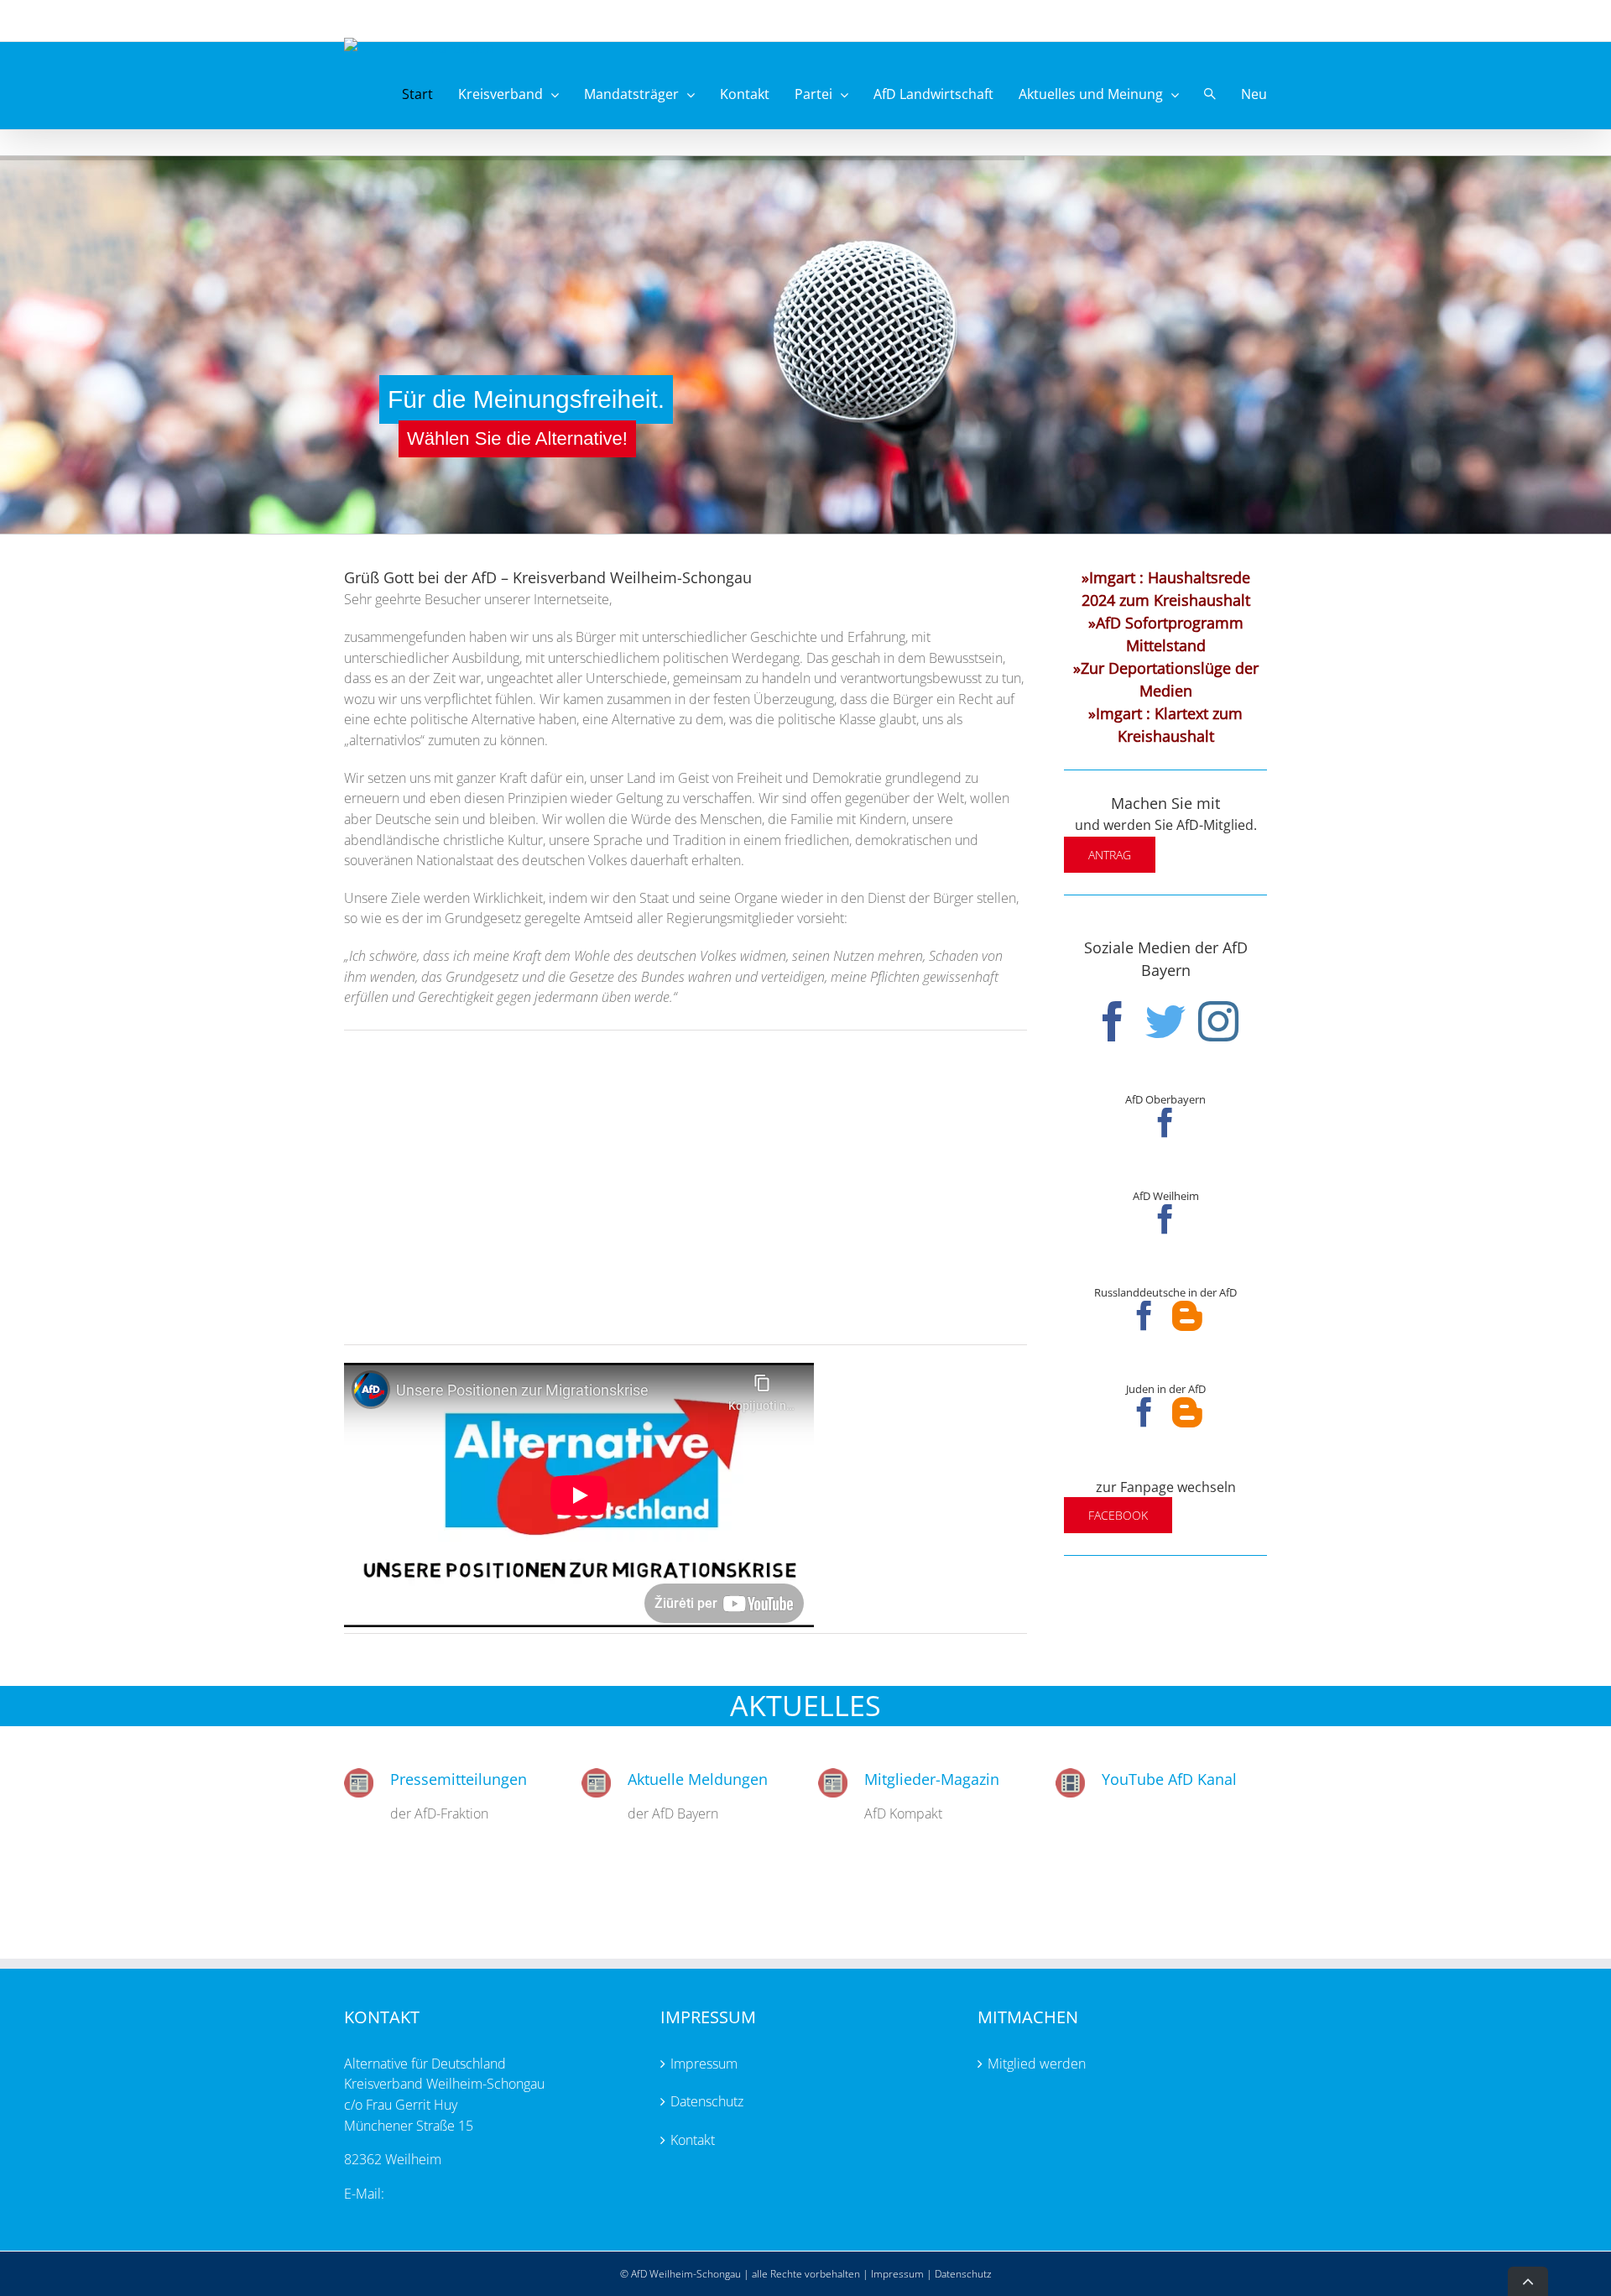 Start Kreisverband Mandatsträger Kontakt Partei AfD Landwirtschaft Aktuelles und Meinung Neu
Für die Meinungsfreiheit.
Wählen Sie die Alternative!
Grüß Gott bei der AfD – Kreisverband Weilheim-Schongau
Sehr geehrte Besucher unserer Internetseite,
zusammengefunden haben wir uns als Bürger mit unterschiedlicher Geschichte und Erfahrung, mit
unterschiedlicher Ausbildung, mit unterschiedlichem politischen Werdegang. Das geschah in dem Bewusstsein,
dass es an der Zeit war, ungeachtet aller Unterschiede, gemeinsam zu handeln und verantwortungsbewusst zu tun,
wozu wir uns verpflichtet fühlen. Wir kamen zusammen in der festen Überzeugung, dass die Bürger ein Recht auf
eine echte politische Alternative haben, eine Alternative zu dem, was die politische Klasse glaubt, uns als
„alternativlos“ zumuten zu können.
Wir setzen uns mit ganzer Kraft dafür ein, unser Land im Geist von Freiheit und Demokratie grundlegend zu
erneuern und eben diesen Prinzipien wieder Geltung zu verschaffen. Wir sind offen gegenüber der Welt, wollen
aber Deutsche sein und bleiben. Wir wollen die Würde des Menschen, die Familie mit Kindern, unsere
abendländische christliche Kultur, unsere Sprache und Tradition in einem friedlichen, demokratischen und
souveränen Nationalstaat des deutschen Volkes dauerhaft erhalten.
Unsere Ziele werden Wirklichkeit, indem wir den Staat und seine Organe wieder in den Dienst der Bürger stellen,
so wie es der im Grundgesetz geregelte Amtseid aller Regierungsmitglieder vorsieht:
„Ich schwöre, dass ich meine Kraft dem Wohle des deutschen Volkes widmen, seinen Nutzen mehren, Schaden von
ihm wenden, das Grundgesetz und die Gesetze des Bundes wahren und verteidigen, meine Pflichten gewissenhaft
erfüllen und Gerechtigkeit gegen jedermann üben werde.“
AfD
Unsere Positionen zur Migrationskrise
Kopijuoti n...
Alternative
Deutschland
UNSERE POSITIONEN ZUR MIGRATIONSKRISE
Žiūrėti per YouTube
»Imgart : Haushaltsrede
2024 zum Kreishaushalt
»AfD Sofortprogramm
Mittelstand
»Zur Deportationslüge der
Medien
»Imgart : Klartext zum
Kreishaushalt
Machen Sie mit
und werden Sie AfD-Mitglied.
ANTRAG
Soziale Medien der AfD
Bayern
AfD Oberbayern
AfD Weilheim
Russlanddeutsche in der AfD
Juden in der AfD
zur Fanpage wechseln
FACEBOOK
AKTUELLES
Pressemitteilungen
der AfD-Fraktion
Aktuelle Meldungen
der AfD Bayern
Mitglieder-Magazin
AfD Kompakt
YouTube AfD Kanal
KONTAKT
Alternative für Deutschland
Kreisverband Weilheim-Schongau
c/o Frau Gerrit Huy
Münchener Straße 15
82362 Weilheim
E-Mail:
IMPRESSUM
Impressum
Datenschutz
Kontakt
MITMACHEN
Mitglied werden
© AfD Weilheim-Schongau | alle Rechte vorbehalten | Impressum | Datenschutz